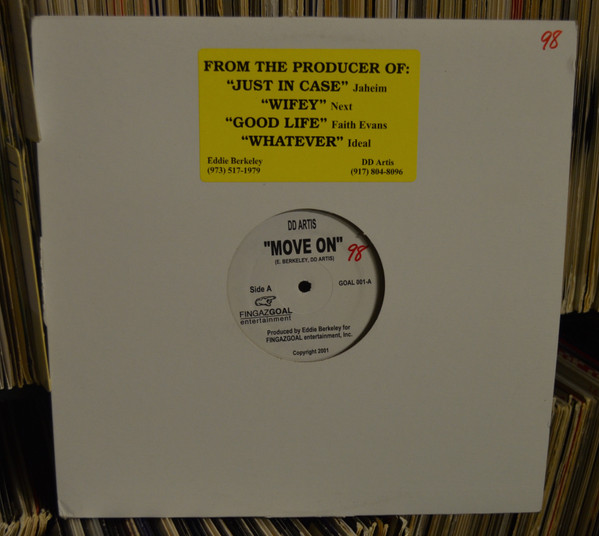 98
FROM THE PRODUCER OF:
“JUST IN CASE” Jaheim
“WIFEY” Next
“GOOD LIFE” Faith Evans
“WHATEVER” Ideal
Eddie Berkeley DD Artis
(973) 517-1979 (917) 804-8096
DD ARTIS
"MOVE ON" 98
(E. BERKELEY, DD ARTIS)
Side A GOAL 001-A
FINGAZGOAL
entertainment
Produced by Eddie Berkeley for
FINGAZGOAL entertainment, Inc.
Copyright 2001